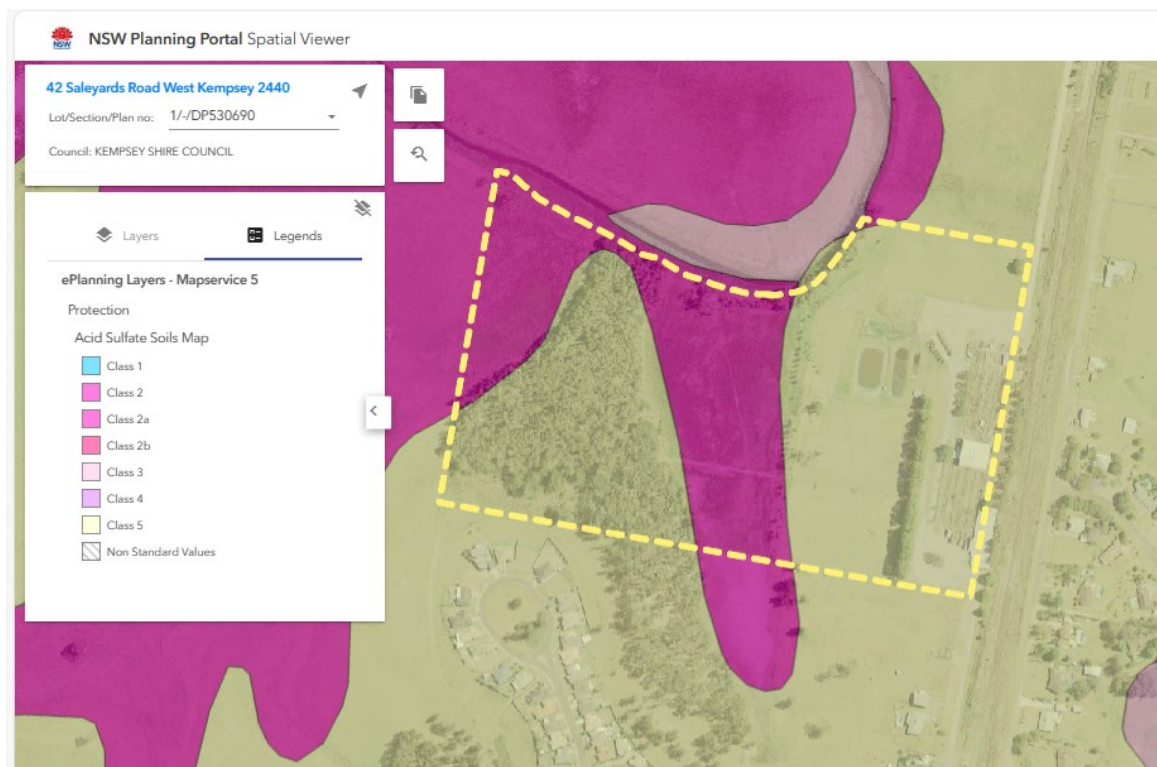 NSW
NSW Planning Portal Spatial Viewer
42 Saleyards Road West Kempsey 2440
Lot/Section/Plan no: 1/-/DP530690
Council: KEMPSEY SHIRE COUNCIL
Layers
Legends
ePlanning Layers - Mapservice 5
Protection
Acid Sulfate Soils Map
Class 1
Class 2
Class 2a
Class 2b
Class 3
Class 4
Class 5
Non Standard Values